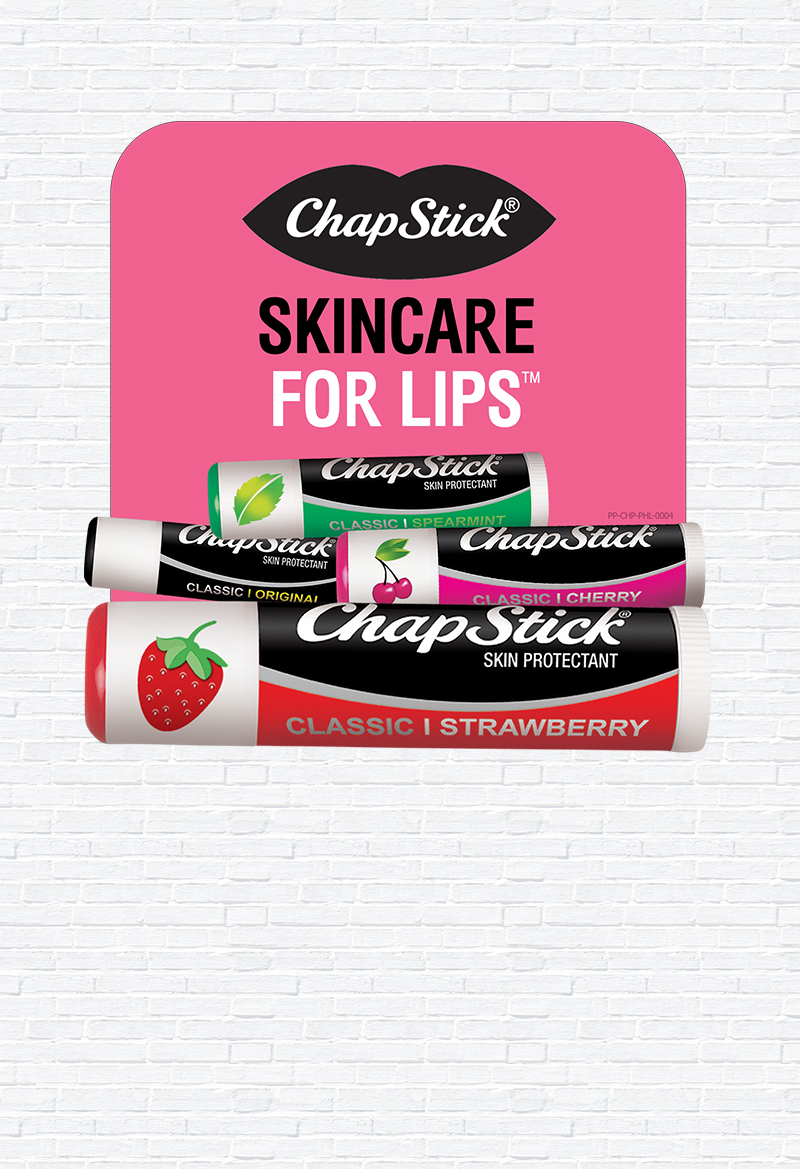 ChapStick®
SKINCARE
FOR LIPS™
ChapStick®
SKIN PROTECTANT
CLASSIC | SPEARMINT
PP-CHP-PHL-0004
ChapStick®
SKIN PROTECTANT
CLASSIC | ORIGINAL
ChapStick®
CLASSIC | CHERRY
ChapStick®
SKIN PROTECTANT
CLASSIC | STRAWBERRY